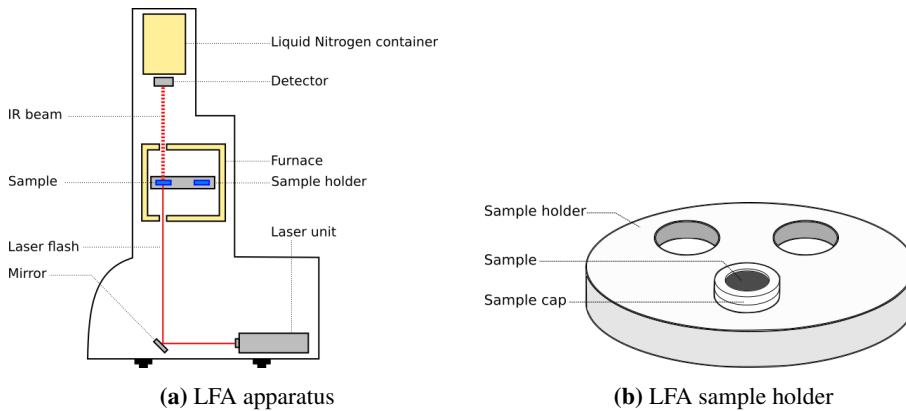 Liquid Nitrogen container
Detector
IR beam
Furnace
Sample
Sample holder
Laser unit
Laser flash
Mirror
(a) LFA apparatus
Sample holder
Sample
Sample cap
(b) LFA sample holder